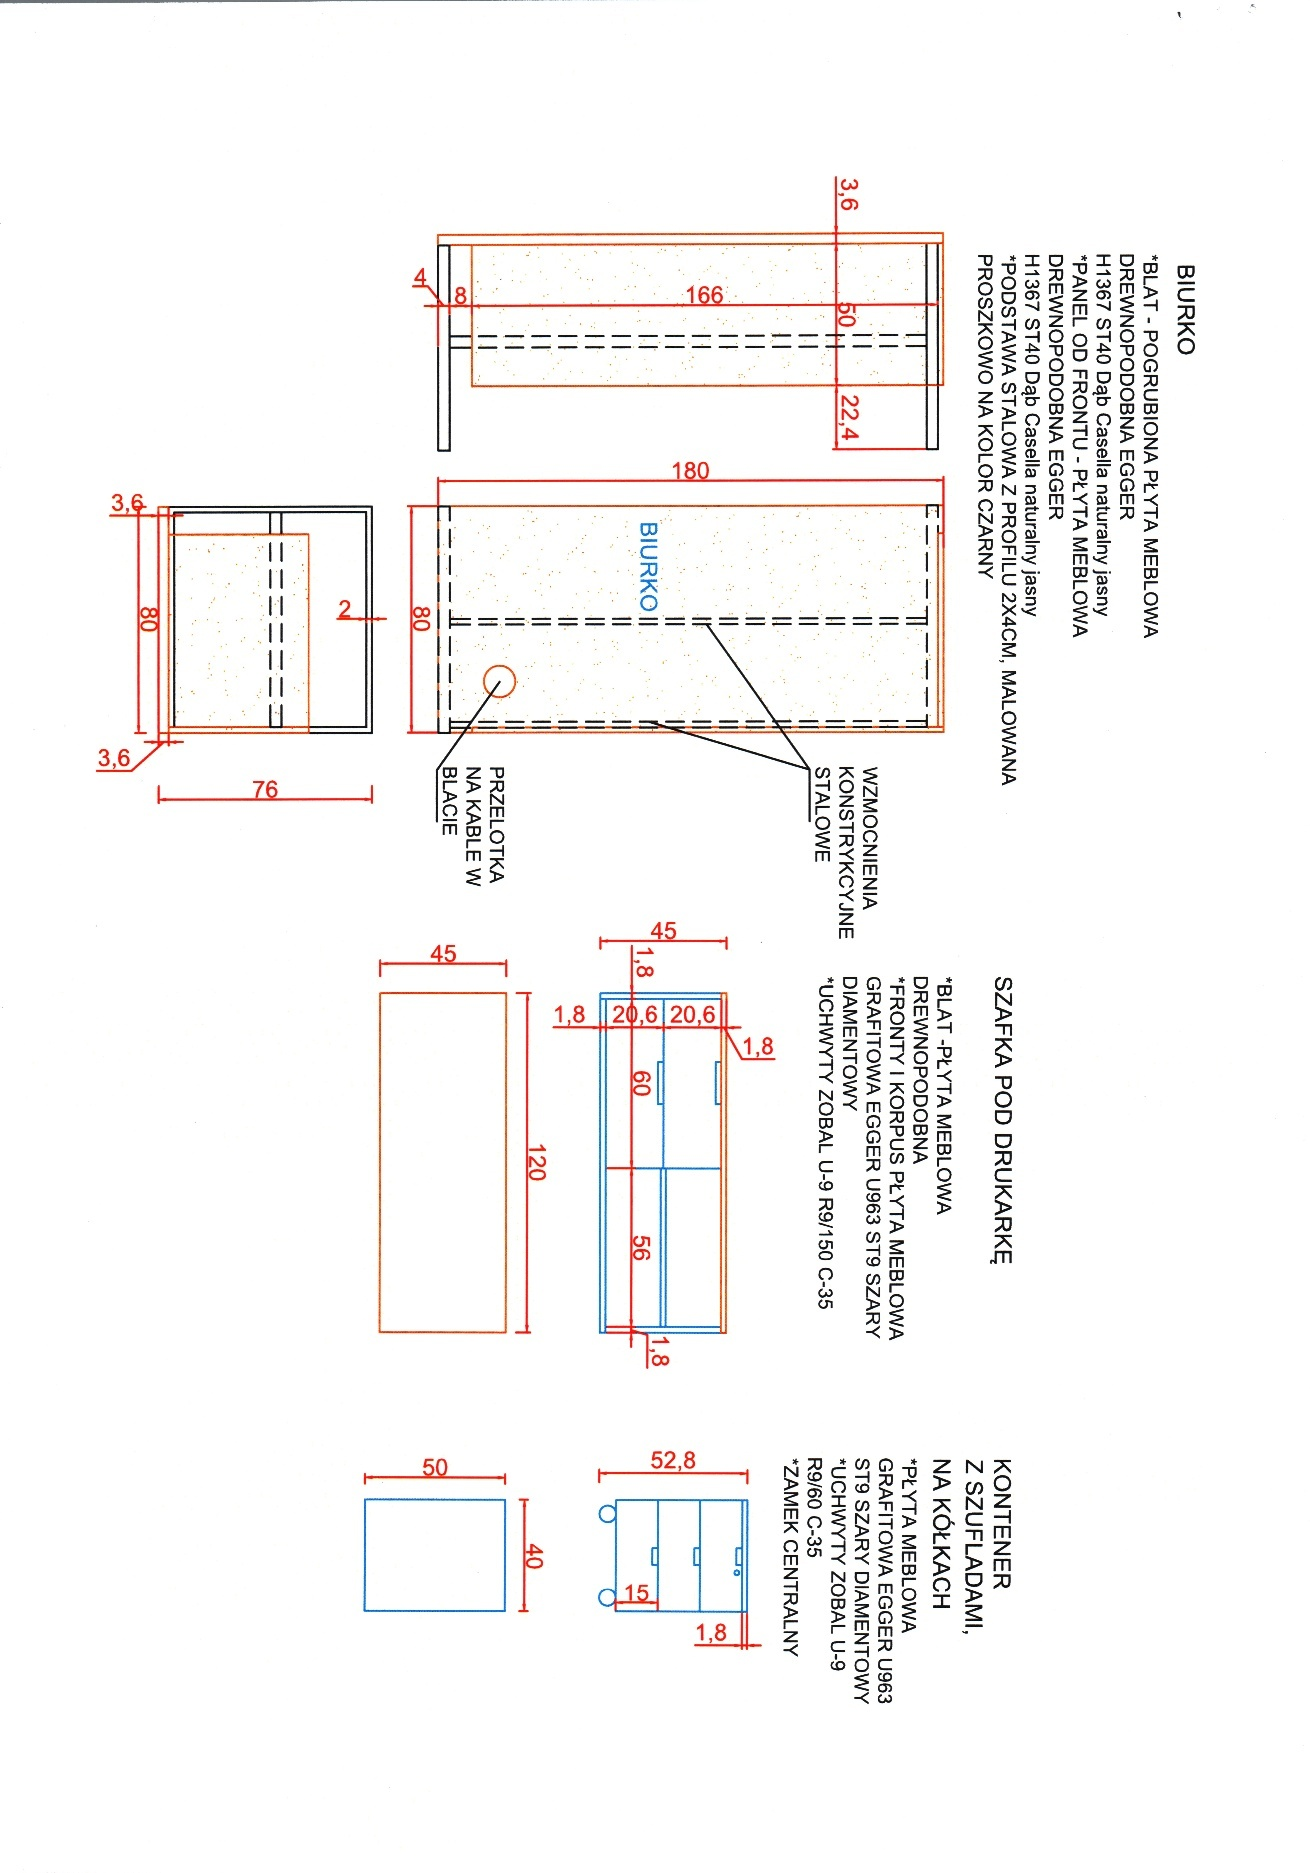 BIURKO
*BLAT - POGRUBIONA PŁYTA MEBLOWA
DREWNOPODOBNA EGGER
H1367 ST40 Dąb Casella naturalny jasny
*PANEL OD FRONTU - PŁYTA MEBLOWA
DREWNOPODOBNA EGGER
H1367 ST40 Dąb Casella naturalny jasny
*PODSTAWA STALOWA Z PROFILU 2X4CM, MALOWANA
PROSZKOWO NA KOLOR CZARNY
3,6
4
8
166
50
22,4
180
BIURKO
80
3,6
80
2
3,6
76
WZMOCNIENIA
KONSTRYKCYJNE
STALOWE
PRZELOTKA
NA KABLE W
BLACIE
SZAFKA POD DRUKARKĘ
*BLAT -PŁYTA MEBLOWA
DREWNOPODOBNA
*FRONTY I KORPUS PŁYTA MEBLOWA
GRAFITOWA EGGER U963 ST9 SZARY
DIAMENTOWY
*UCHWYTY ZOBAL U-9 R9/150 C-35
45
1,8
1,8
20,6
20,6
1,8
60
56
1,8
45
120
KONTENER
Z SZUFLADAMI,
NA KÓŁKACH
*PŁYTA MEBLOWA
GRAFITOWA EGGER U963
ST9 SZARY DIAMENTOWY
*UCHWYTY ZOBAL U-9
R9/60 C-35
*ZAMEK CENTRALNY
52,8
15
1,8
50
40